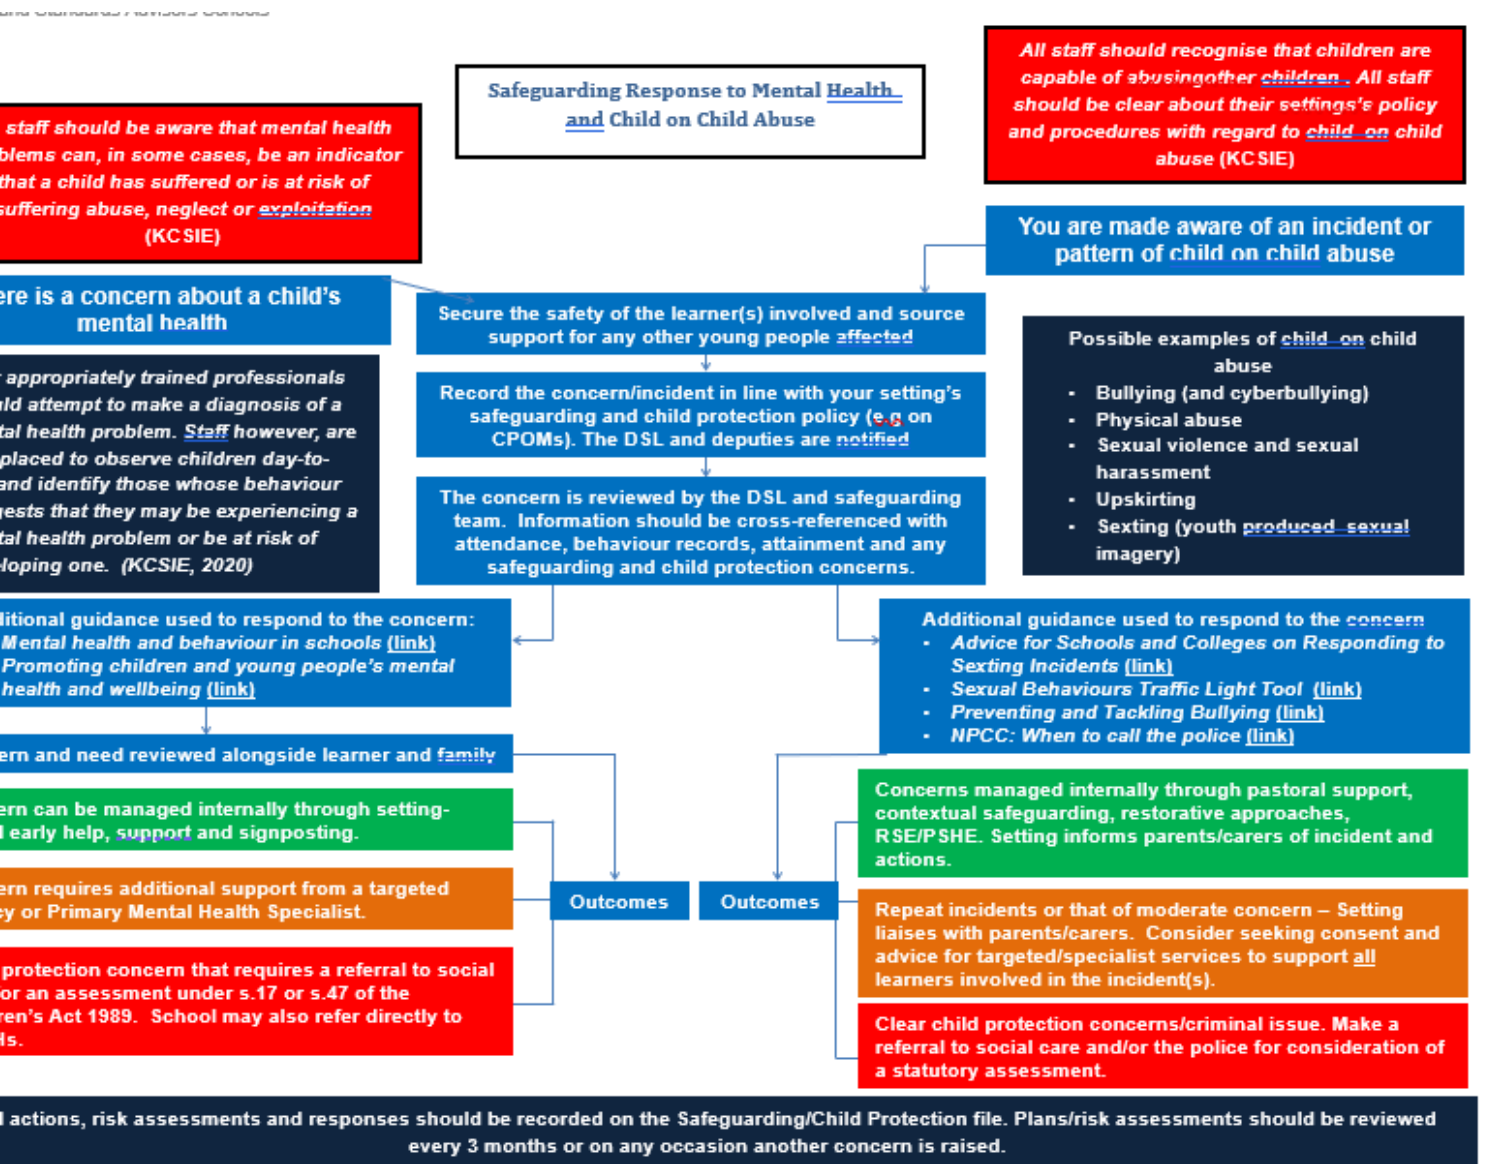 and Standards Advisors Schools
Safeguarding Response to Mental Health
and Child on Child Abuse
All staff should recognise that children are
capable of abusingother children . All staff
should be clear about their settings's policy
and procedures with regard to child on child
abuse (KCSIE)
staff should be aware that mental health
blems can, in some cases, be an indicator
that a child has suffered or is at risk of
suffering abuse, neglect or exploitation
(KCSIE)
You are made aware of an incident or
pattern of child on child abuse
ere is a concern about a child's
mental health
Secure the safety of the learner(s) involved and source
support for any other young people affected
Record the concern/incident in line with your setting's
safeguarding and child protection policy (e.g on
CPOMs). The DSL and deputies are notified
The concern is reviewed by the DSL and safeguarding
team. Information should be cross-referenced with
attendance, behaviour records, attainment and any
safeguarding and child protection concerns.
Possible examples of child on child
abuse
- Bullying (and cyberbullying)
- Physical abuse
- Sexual violence and sexual
harassment
- Upskirting
- Sexting (youth produced sexual
imagery)
appropriately trained professionals
ld attempt to make a diagnosis of a
tal health problem. Staff however, are
placed to observe children day-to-
and identify those whose behaviour
gests that they may be experiencing a
tal health problem or be at risk of
loping one. (KCSIE, 2020)
ditional guidance used to respond to the concern:
Mental health and behaviour in schools (link)
Promoting children and young people's mental
health and wellbeing (link)
Additional guidance used to respond to the concern
- Advice for Schools and Colleges on Responding to
Sexting Incidents (link)
- Sexual Behaviours Traffic Light Tool (link)
- Preventing and Tackling Bullying (link)
- NPCC: When to call the police (link)
ern and need reviewed alongside learner and family
ern can be managed internally through setting-
l early help, support and signposting.
ern requires additional support from a targeted
cy or Primary Mental Health Specialist.
protection concern that requires a referral to social
for an assessment under s.17 or s.47 of the
ren's Act 1989. School may also refer directly to
Hs.
Outcomes
Outcomes
Concerns managed internally through pastoral support,
contextual safeguarding, restorative approaches,
RSE/PSHE. Setting informs parents/carers of incident and
actions.
Repeat incidents or that of moderate concern – Setting
liaises with parents/carers. Consider seeking consent and
advice for targeted/specialist services to support all
learners involved in the incident(s).
Clear child protection concerns/criminal issue. Make a
referral to social care and/or the police for consideration of
a statutory assessment.
l actions, risk assessments and responses should be recorded on the Safeguarding/Child Protection file. Plans/risk assessments should be reviewed
every 3 months or on any occasion another concern is raised.